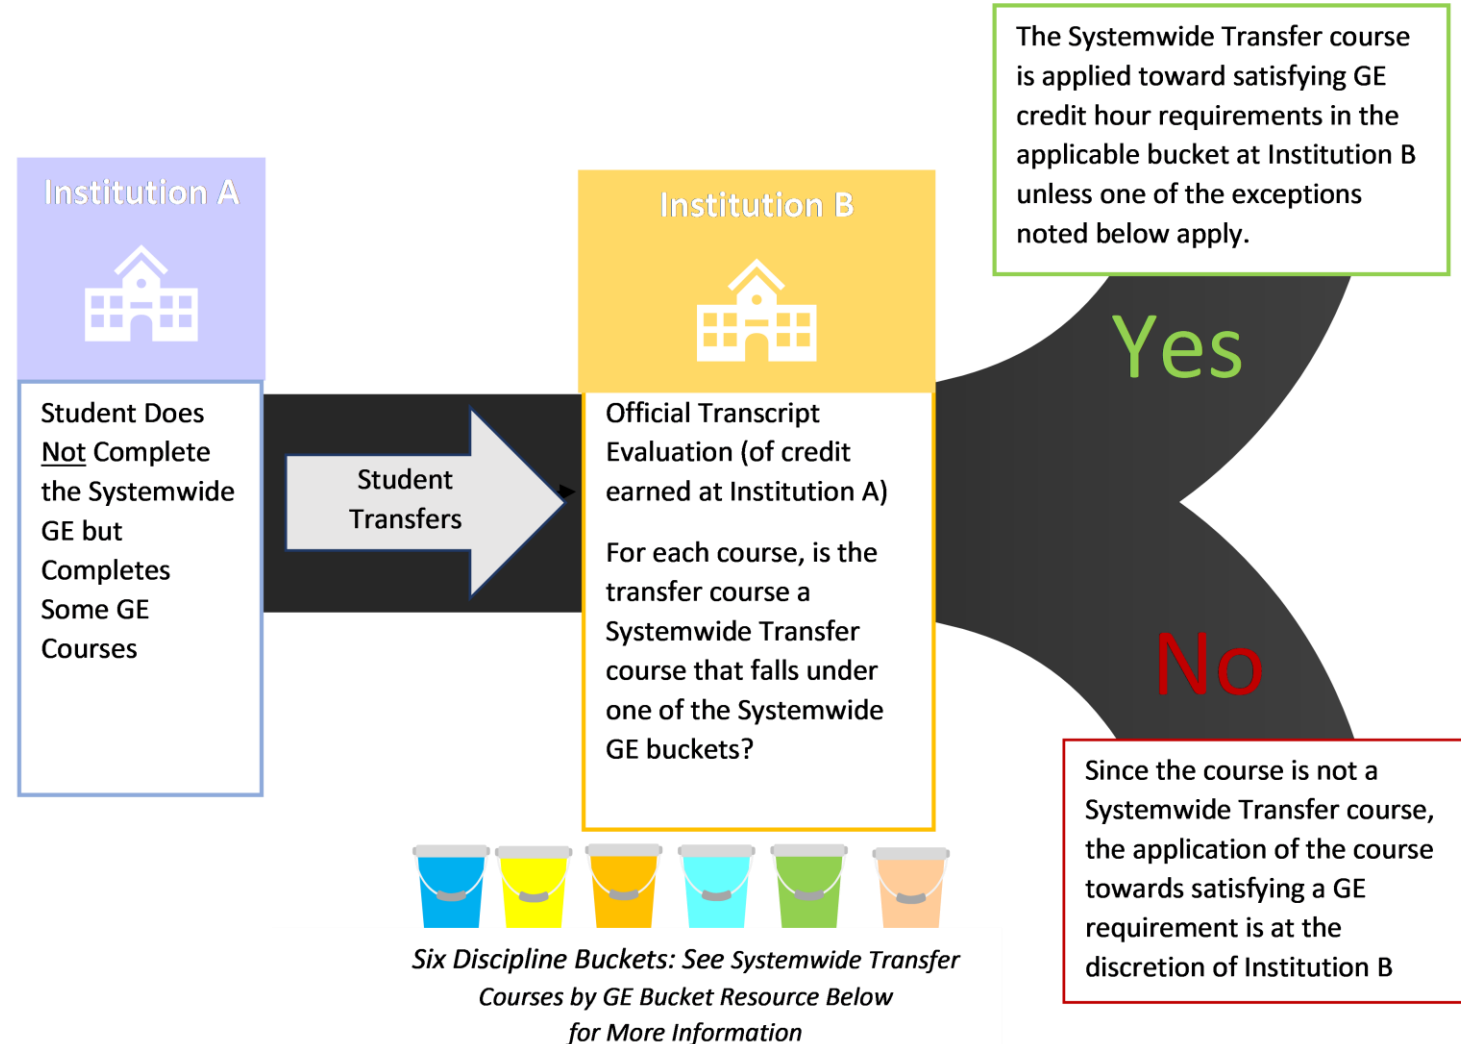 Institution A
Student Does
Not Complete
the Systemwide
GE but
Completes
Some GE
Courses
Student
Transfers
Institution B
Official Transcript
Evaluation (of credit
earned at Institution A)
For each course, is the
transfer course a
Systemwide Transfer
course that falls under
one of the Systemwide
GE buckets?
Six Discipline Buckets: See Systemwide Transfer
Courses by GE Bucket Resource Below
for More Information
The Systemwide Transfer course
is applied toward satisfying GE
credit hour requirements in the
applicable bucket at Institution B
unless one of the exceptions
noted below apply.
Yes
No
Since the course is not a
Systemwide Transfer course,
the application of the course
towards satisfying a GE
requirement is at the
discretion of Institution B